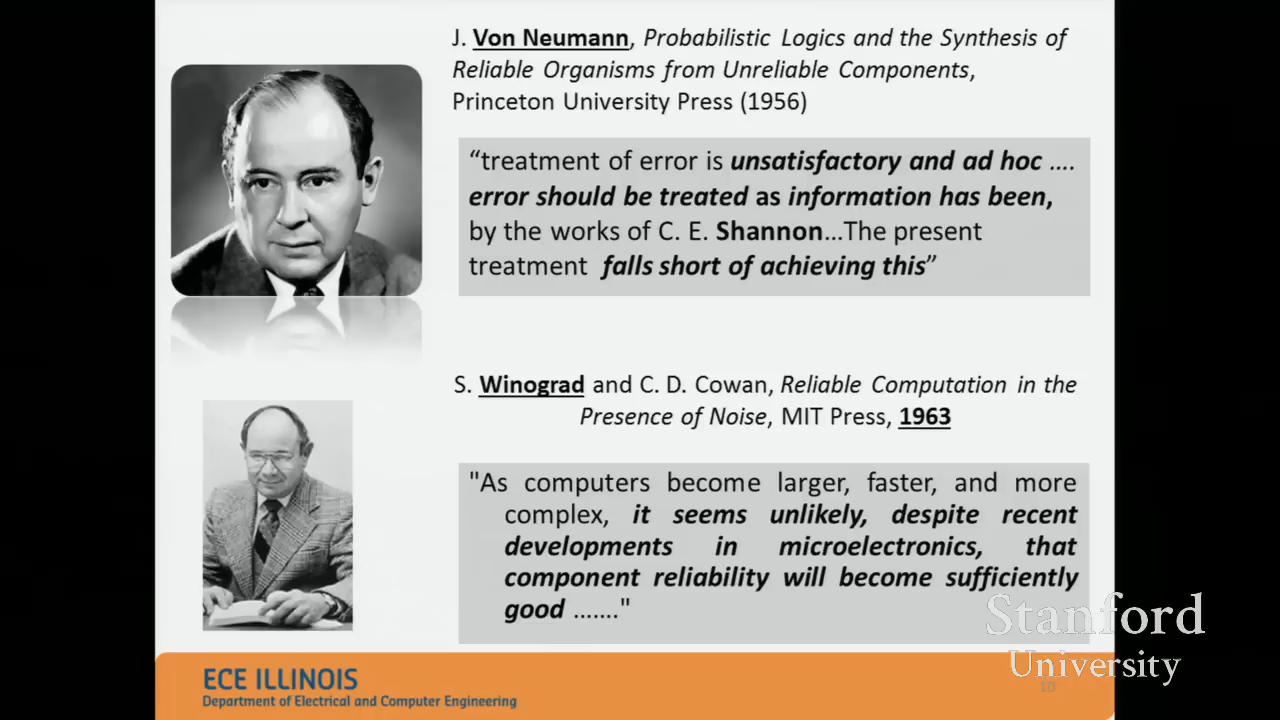 J. Von Neumann, Probabilistic Logics and the Synthesis of
Reliable Organisms from Unreliable Components,
Princeton University Press (1956)
“treatment of error is unsatisfactory and ad hoc ....
error should be treated as information has been,
by the works of C. E. Shannon...The present
treatment falls short of achieving this”
S. Winograd and C. D. Cowan, Reliable Computation in the
Presence of Noise, MIT Press, 1963
"As computers become larger, faster, and more
complex, it seems unlikely, despite recent
developments in microelectronics, that
component reliability will become sufficiently
good ......."
Stanford
University
ECE ILLINOIS
Department of Electrical and Computer Engineering
10